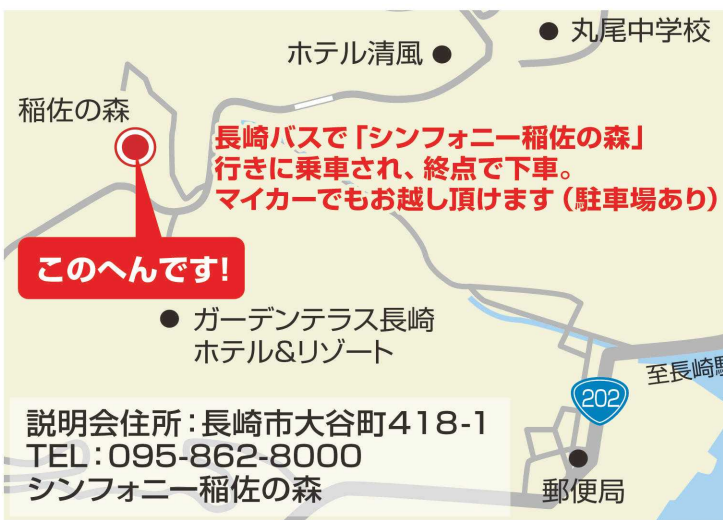 丸尾中学校
ホテル清風
稲佐の森
長崎バスで「シンフォニー稲佐の森」
行きに乗車され、終点で下車。
マイカーでもお越し頂けます（駐車場あり）
このへんです!
ガーデンテラス長崎
ホテル&リゾート
至長崎駅
202
説明会住所：長崎市大谷町418-1
TEL：095-862-8000
シンフォニー稲佐の森
郵便局